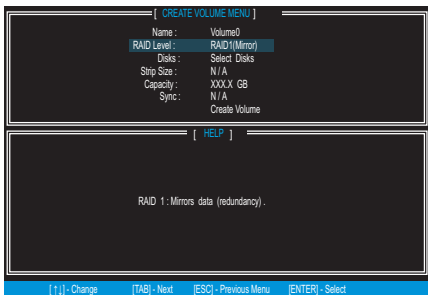 [ CREATE VOLUME MENU ]
Name : Volume0
RAID Level : RAID1(Mirror)
Disks : Select Disks
Strip Size : N / A
Capacity : XXX.X GB
Sync : N / A
Create Volume
[ HELP ]
RAID 1 : Mirrors data (redundancy) .
[↑↓] - Change [TAB] - Next [ESC] - Previous Menu [ENTER] - Select